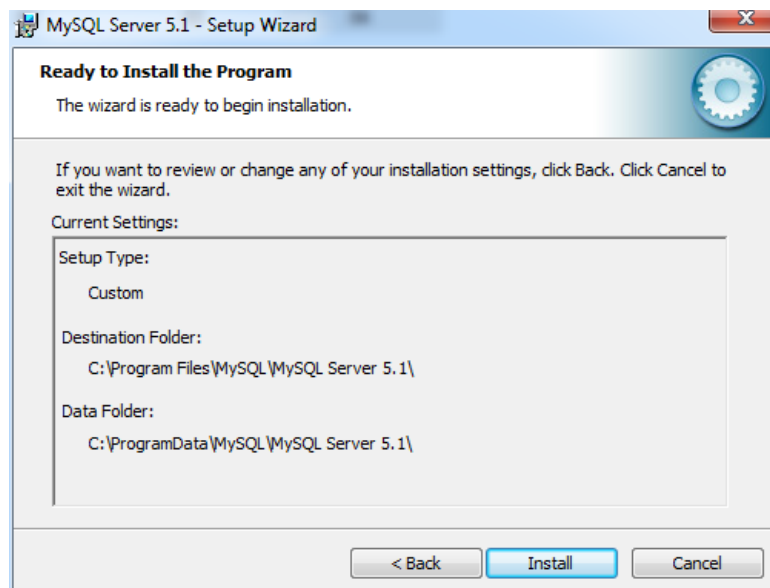 MySQL Server 5.1 - Setup Wizard
X
Ready to Install the Program
The wizard is ready to begin installation.
If you want to review or change any of your installation settings, click Back. Click Cancel to
exit the wizard.
Current Settings:
Setup Type:
Custom
Destination Folder:
C:\Program Files\MySQL\MySQL Server 5.1\
Data Folder:
C:\ProgramData\MySQL\MySQL Server 5.1\
< Back Install Cancel